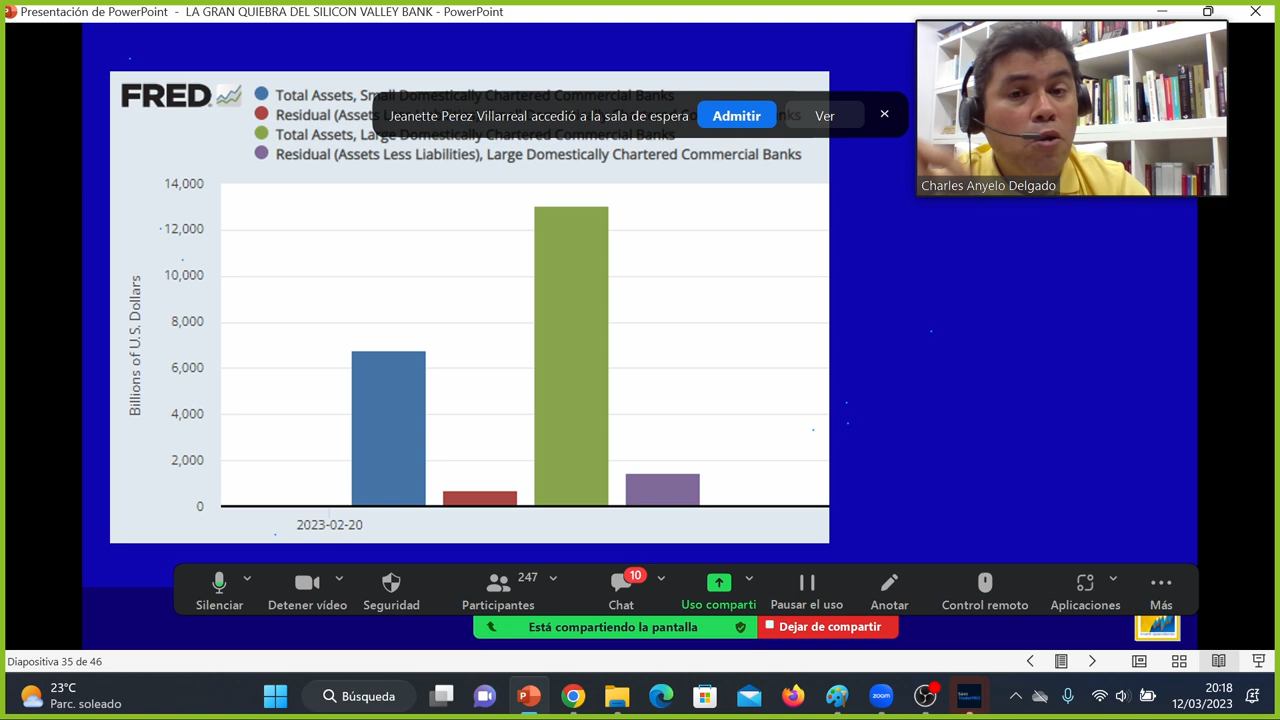 Presentación de PowerPoint - LA GRAN QUIEBRA DEL SILICON VALLEY BANK - PowerPoint
FRED
Total Assets, Small Domestically Chartered Commercial Banks
Residual (Assets
Total Assets, Large Domestically Chartered Commercial Banks
Residual (Assets Less Liabilities), Large Domestically Chartered Commercial Banks
Jeanette Perez Villarreal accedió a la sala de espera
Admitir
Ver
Charles Anyelo Delgado
Billions of U.S. Dollars
14,000
12,000
10,000
8,000
6,000
4,000
2,000
0
2023-02-20
Silenciar
Detener vídeo
Seguridad
Participantes 247
Chat 10
Uso comparti
Pausar el uso
Anotar
Control remoto
Aplicaciones
Más
Está compartiendo la pantalla
Dejar de compartir
Diapositiva 35 de 46
23°C
Parc. soleado
Búsqueda
zoom
20:18
12/03/2023